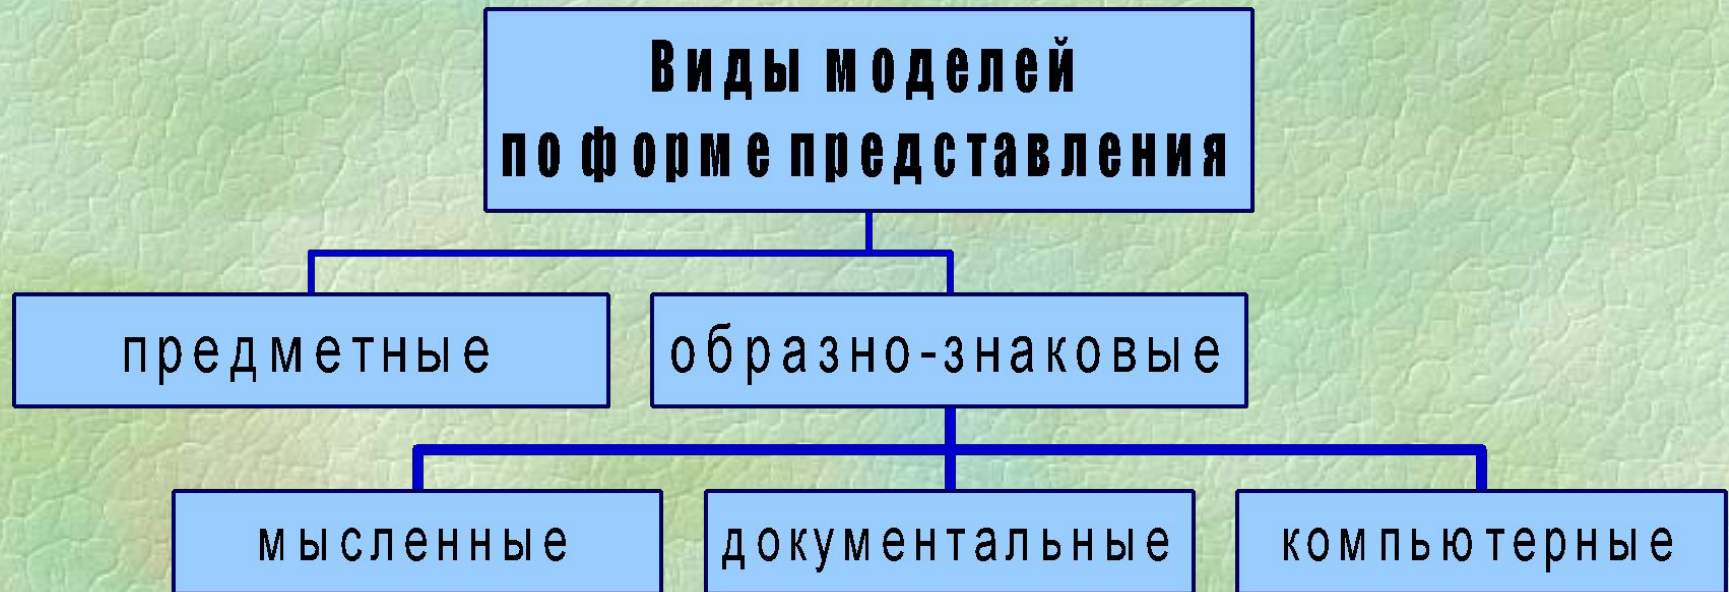 Виды моделей
по форме представления
предметные
образно-знаковые
мысленные
документальные
компьютерные